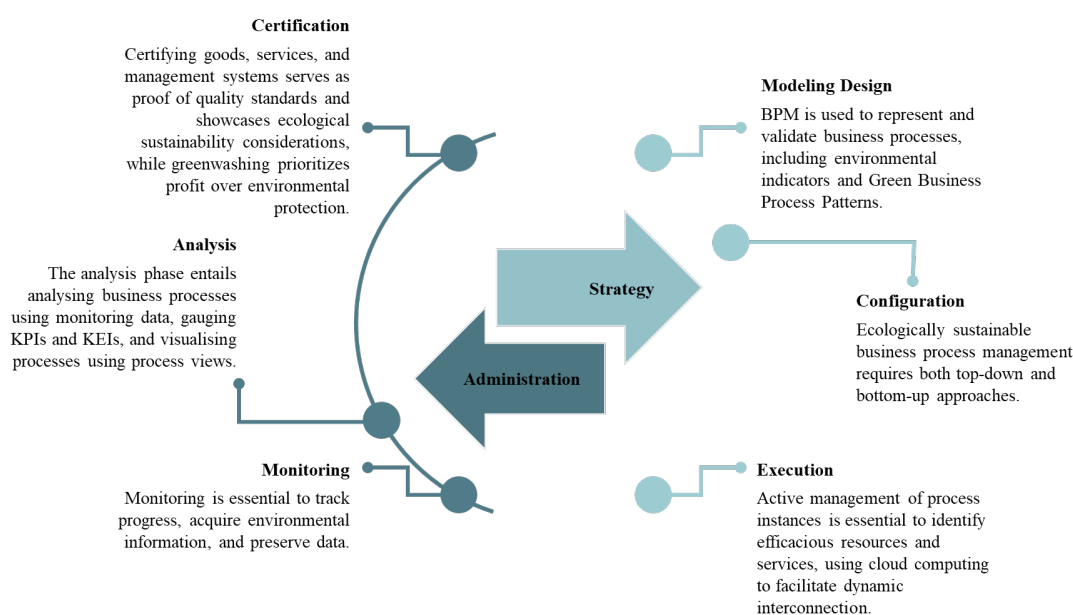 Certification
Certifying goods, services, and
management systems serves as
proof of quality standards and
showcases ecological
sustainability considerations,
while greenwashing prioritizes
profit over environmental
protection.
Analysis
The analysis phase entails
analysing business processes
using monitoring data, gauging
KPIs and KEIs, and visualising
processes using process views.
Monitoring
Monitoring is essential to track
progress, acquire environmental
information, and preserve data.
Strategy
Administration
Modeling Design
BPM is used to represent and
validate business processes,
including environmental
indicators and Green Business
Process Patterns.
Configuration
Ecologically sustainable
business process management
requires both top-down and
bottom-up approaches.
Execution
Active management of process
instances is essential to identify
efficacious resources and
services, using cloud computing
to facilitate dynamic
interconnection.